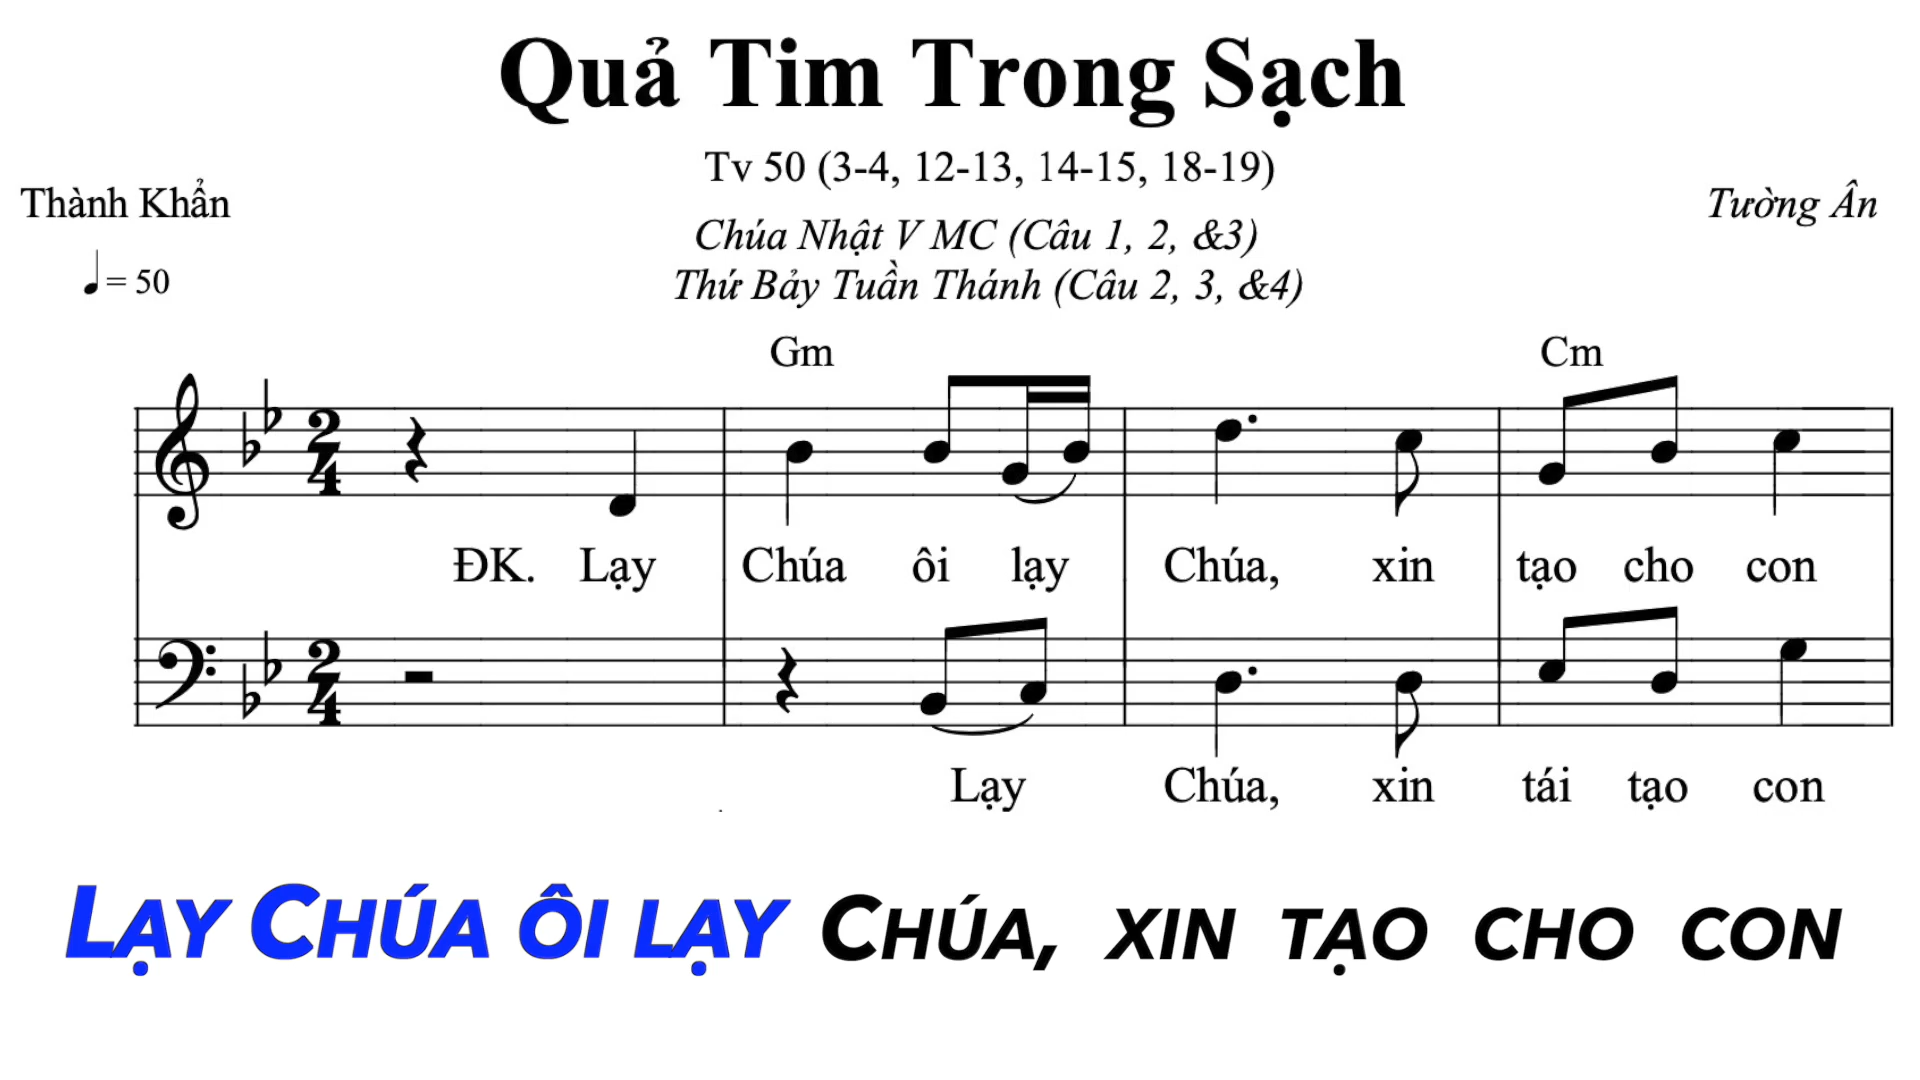 Quả Tim Trong Sạch
Tv 50 (3-4, 12-13, 14-15, 18-19)
Thành Khẩn
Tường Ân
Chúa Nhật V MC (Câu 1, 2, &3)
= 50
Thứ Bảy Tuần Thánh (Câu 2, 3, &4)
Gm Cm
2 4
ĐK. Lạy Chúa ôi lạy Chúa, xin tạo cho con
2 4
Lạy Chúa, xin tái tạo con
LẠY CHÚA ÔI LẠY CHÚA, XIN TẠO CHO CON